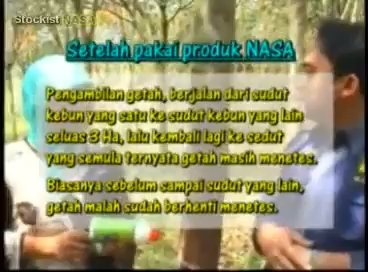 Stockist NASA
Setelah pakai produk NASA
Pengambilan getah, berjalan dari sudut
kebun yang satu ke sudut kebun yang lain
seluas 3 Ha, lalu kembali lagi ke sedut
yang semula ternyata getah masih menetes.
Biasanya sebelum sampai sudut yang lain,
getah malah sudah berhenti menetes.